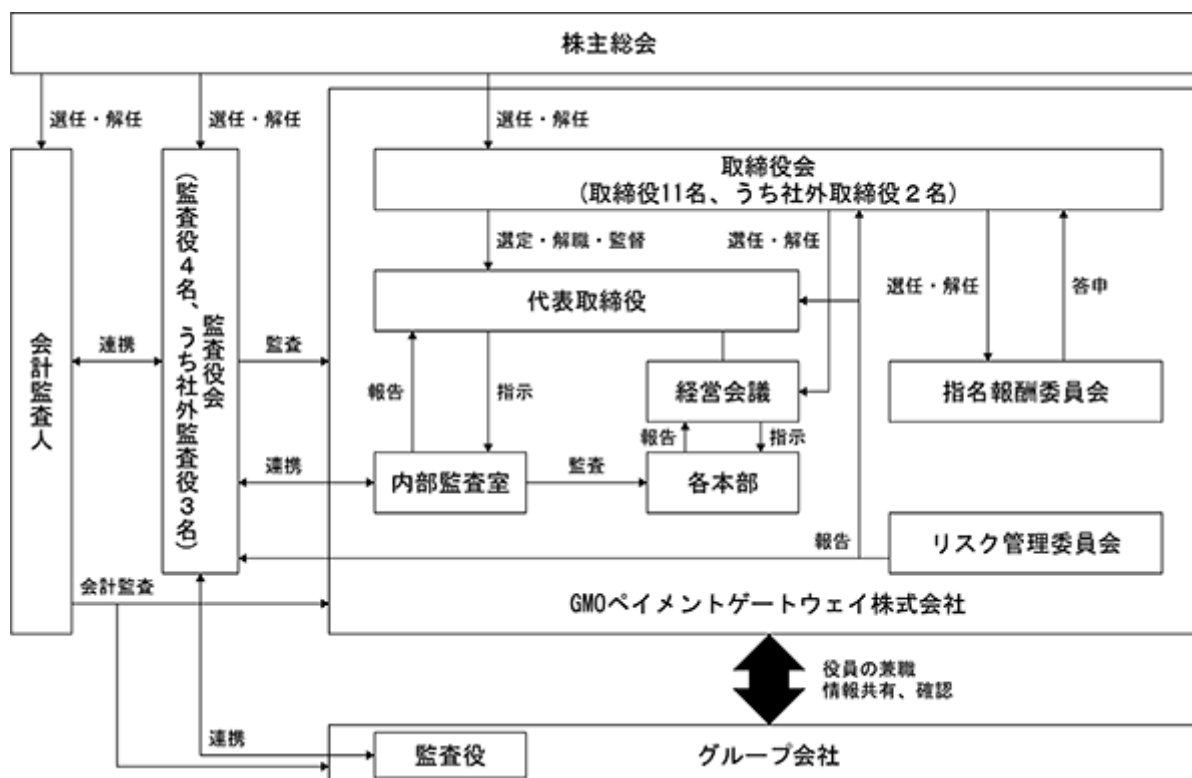 株主総会
選任・解任
選任・解任
選任・解任
取締役会
(取締役11名、うち社外取締役2名)
選定・解職・監督
選任・解任
選任・解任
答申
代表取締役
会計監査人
連携
監査役会
(監査役4名、うち社外監査役3名)
監査
報告
指示
経営会議
指名報酬委員会
報告
指示
連携
内部監査室
監査
各本部
報告
リスク管理委員会
会計監査
GMOペイメントゲートウェイ株式会社
役員の兼職
情報共有、確認
連携
監査役
グループ会社